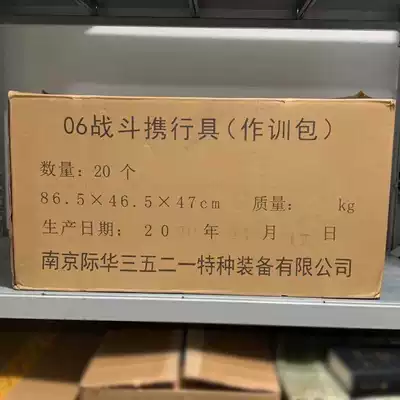 06战斗携行具(作训包)
数量: 20 个
86.5×46.5×47cm 质量: kg
生产日期: 20 年 月 日
南京际华三五二一特种装备有限公司